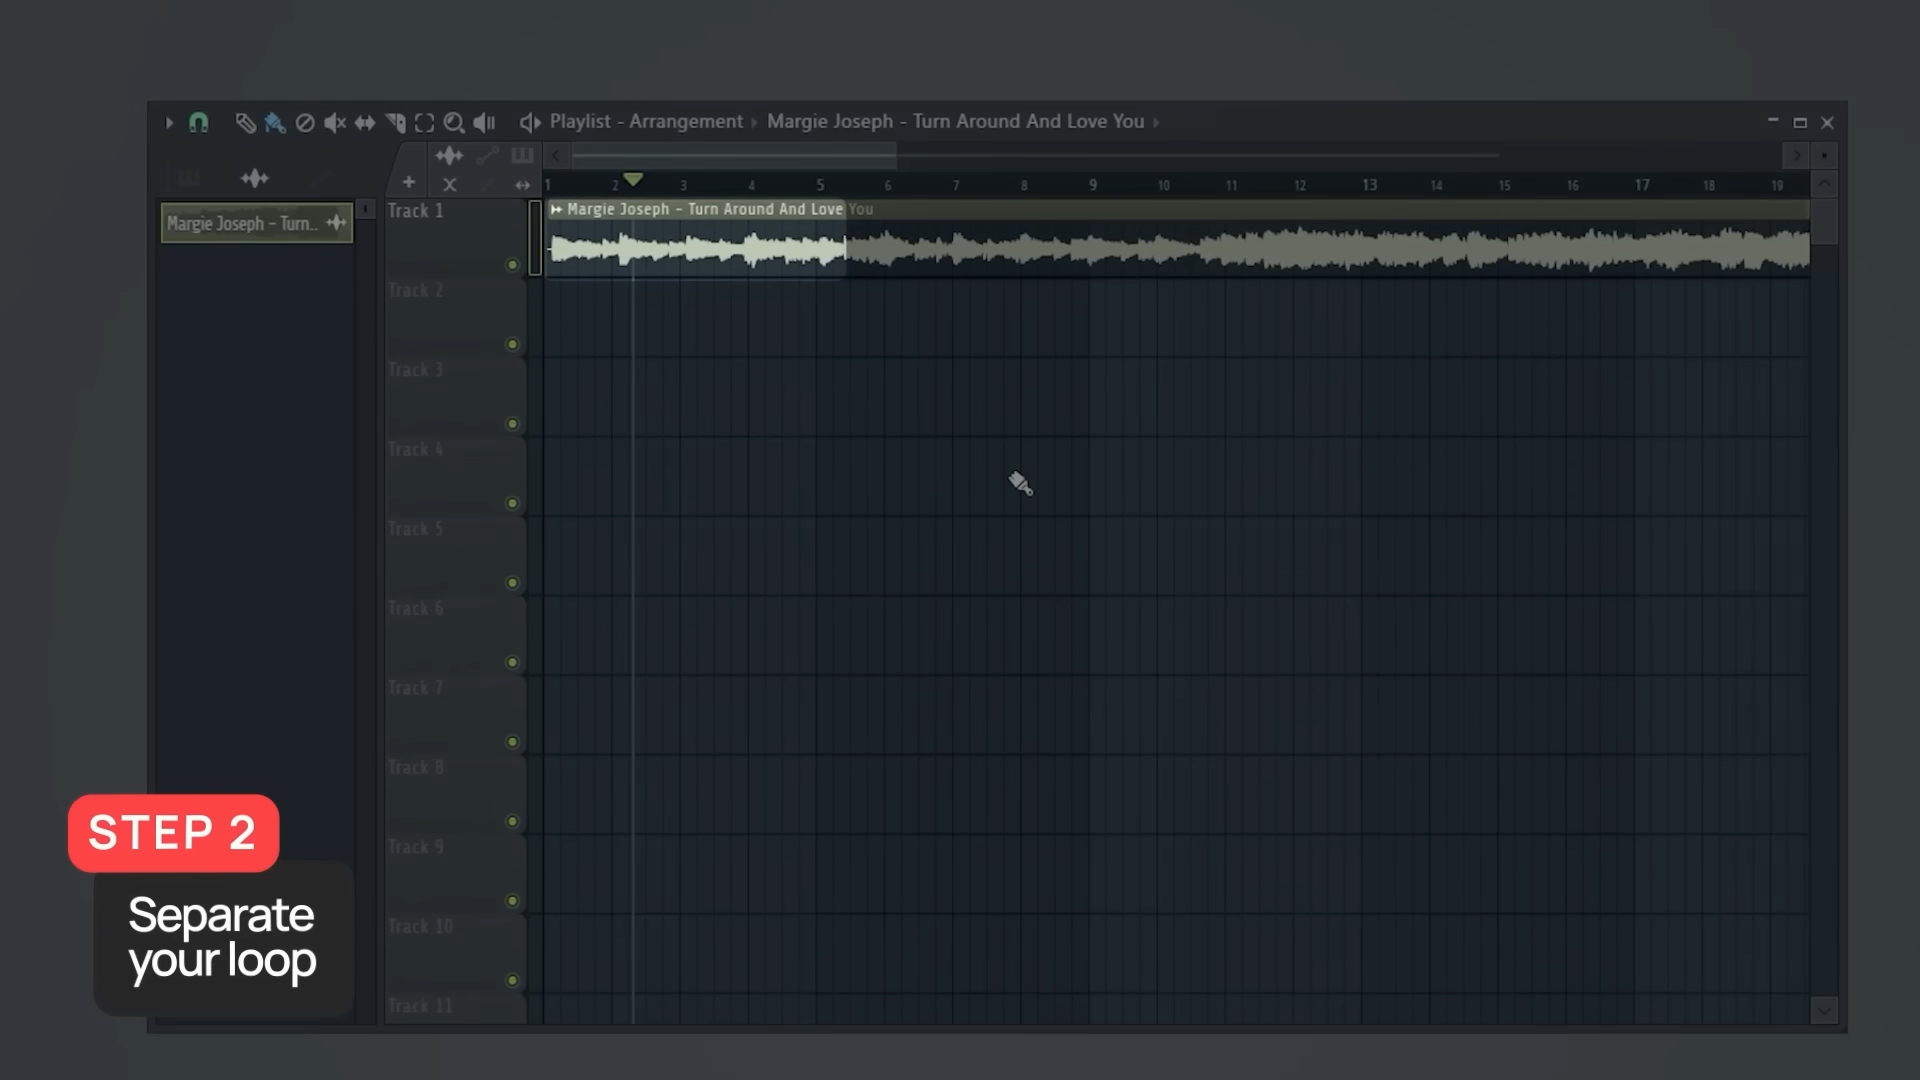 Playlist - Arrangement › Margie Joseph - Turn Around And Love You ›
1 2 3 4 5 6 7 8 9 10 11 12 13 14 15 16 17 18 19
Margie Joseph - Turn..
Track 1
Margie Joseph - Turn Around And Love You
Track 2
Track 3
Track 4
Track 5
Track 6
Track 7
Track 8
Track 9
Track 10
Track 11
STEP 2
Separate
your loop